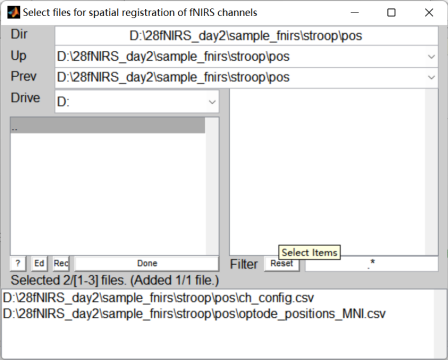 Select files for spatial registration of fNIRS channels
Dir D:\28fNIRS_day2\sample_fnirs\stroop\pos
Up D:\28fNIRS_day2\sample_fnirs\stroop\pos
Prev D:\28fNIRS_day2\sample_fnirs\stroop\pos
Drive D:
..
Select Items
? Ed Rec Done Filter Reset .*
Selected 2/[1-3] files. (Added 1/1 file.)
D:\28fNIRS_day2\sample_fnirs\stroop\pos\ch_config.csv
D:\28fNIRS_day2\sample_fnirs\stroop\pos\optode_positions_MNI.csv